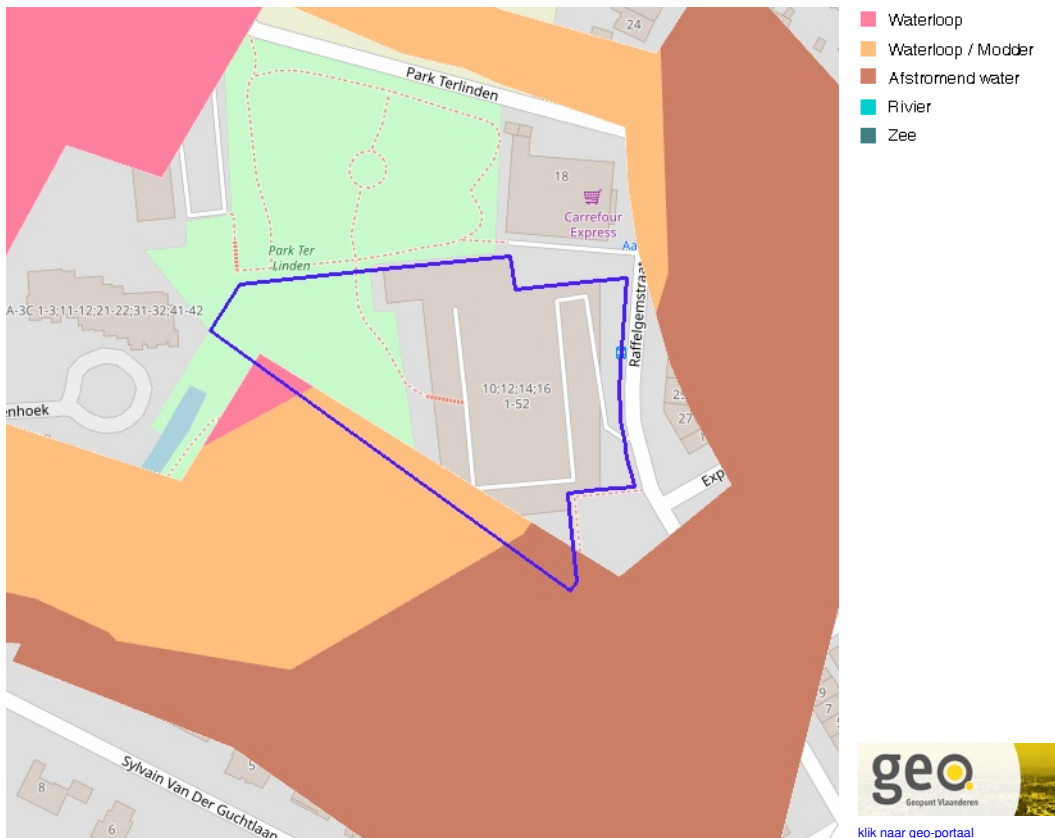 24
Park Terlinden
18
Carrefour
Express
Aa
Park Ter
Linden
A-3C 1-3;11-12;21-22;31-32;41-42
Raffelgemstraat
10;12;14;16
1-52
enhoek
27
Exp
Sylvain Van Der Guchtlaan
5
8
6
9
7
Waterloop
Waterloop / Modder
Afstromend water
Rivier
Zee
geo
Geopunt Vlaanderen
klik naar geo-portaal